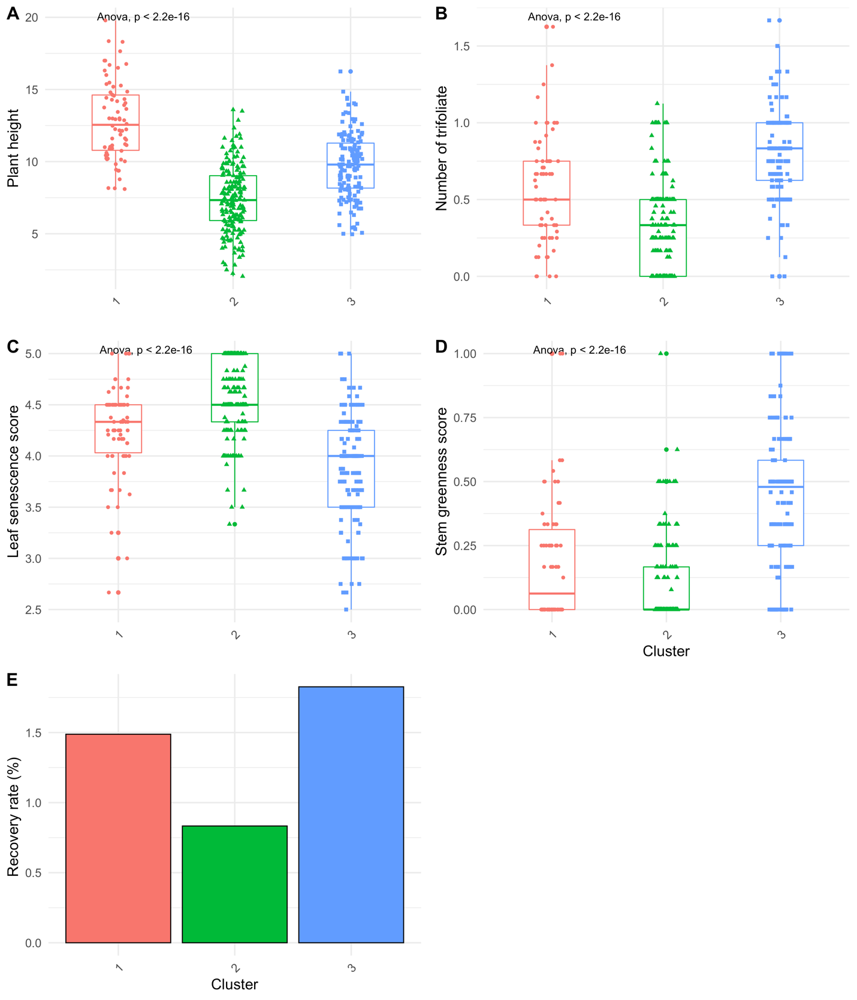 A
Anova, p < 2.2e-16
Plant height
20
15
10
5
1
2
3
B
Anova, p < 2.2e-16
Number of trifoliate
1.5
1.0
0.5
0.0
1
2
3
C
Anova, p < 2.2e-16
Leaf senescence score
5.0
4.5
4.0
3.5
3.0
2.5
1
2
3
D
Anova, p < 2.2e-16
Stem greenness score
1.00
0.75
0.50
0.25
0.00
1
2
3
Cluster
E
Recovery rate (%)
1.5
1.0
0.5
0.0
1
2
3
Cluster